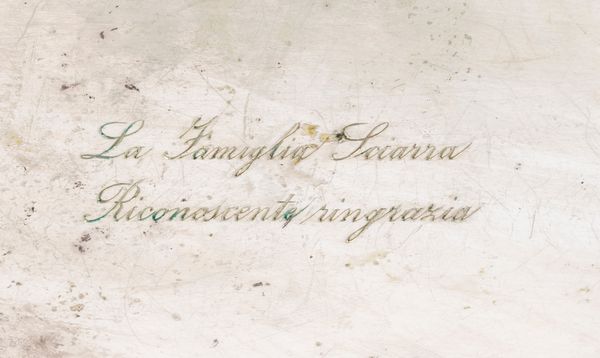 La Famiglia Sciarra
Riconoscente ringrazia